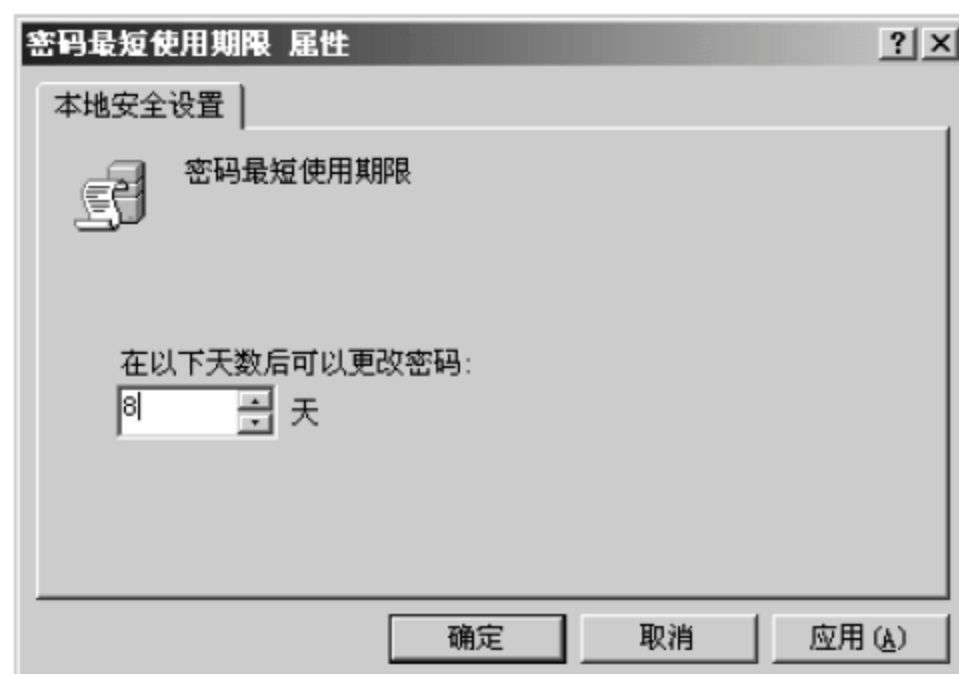 密码最短使用期限 属性
本地安全设置
密码最短使用期限
在以下天数后可以更改密码:
8 天
确定 取消 应用(A)